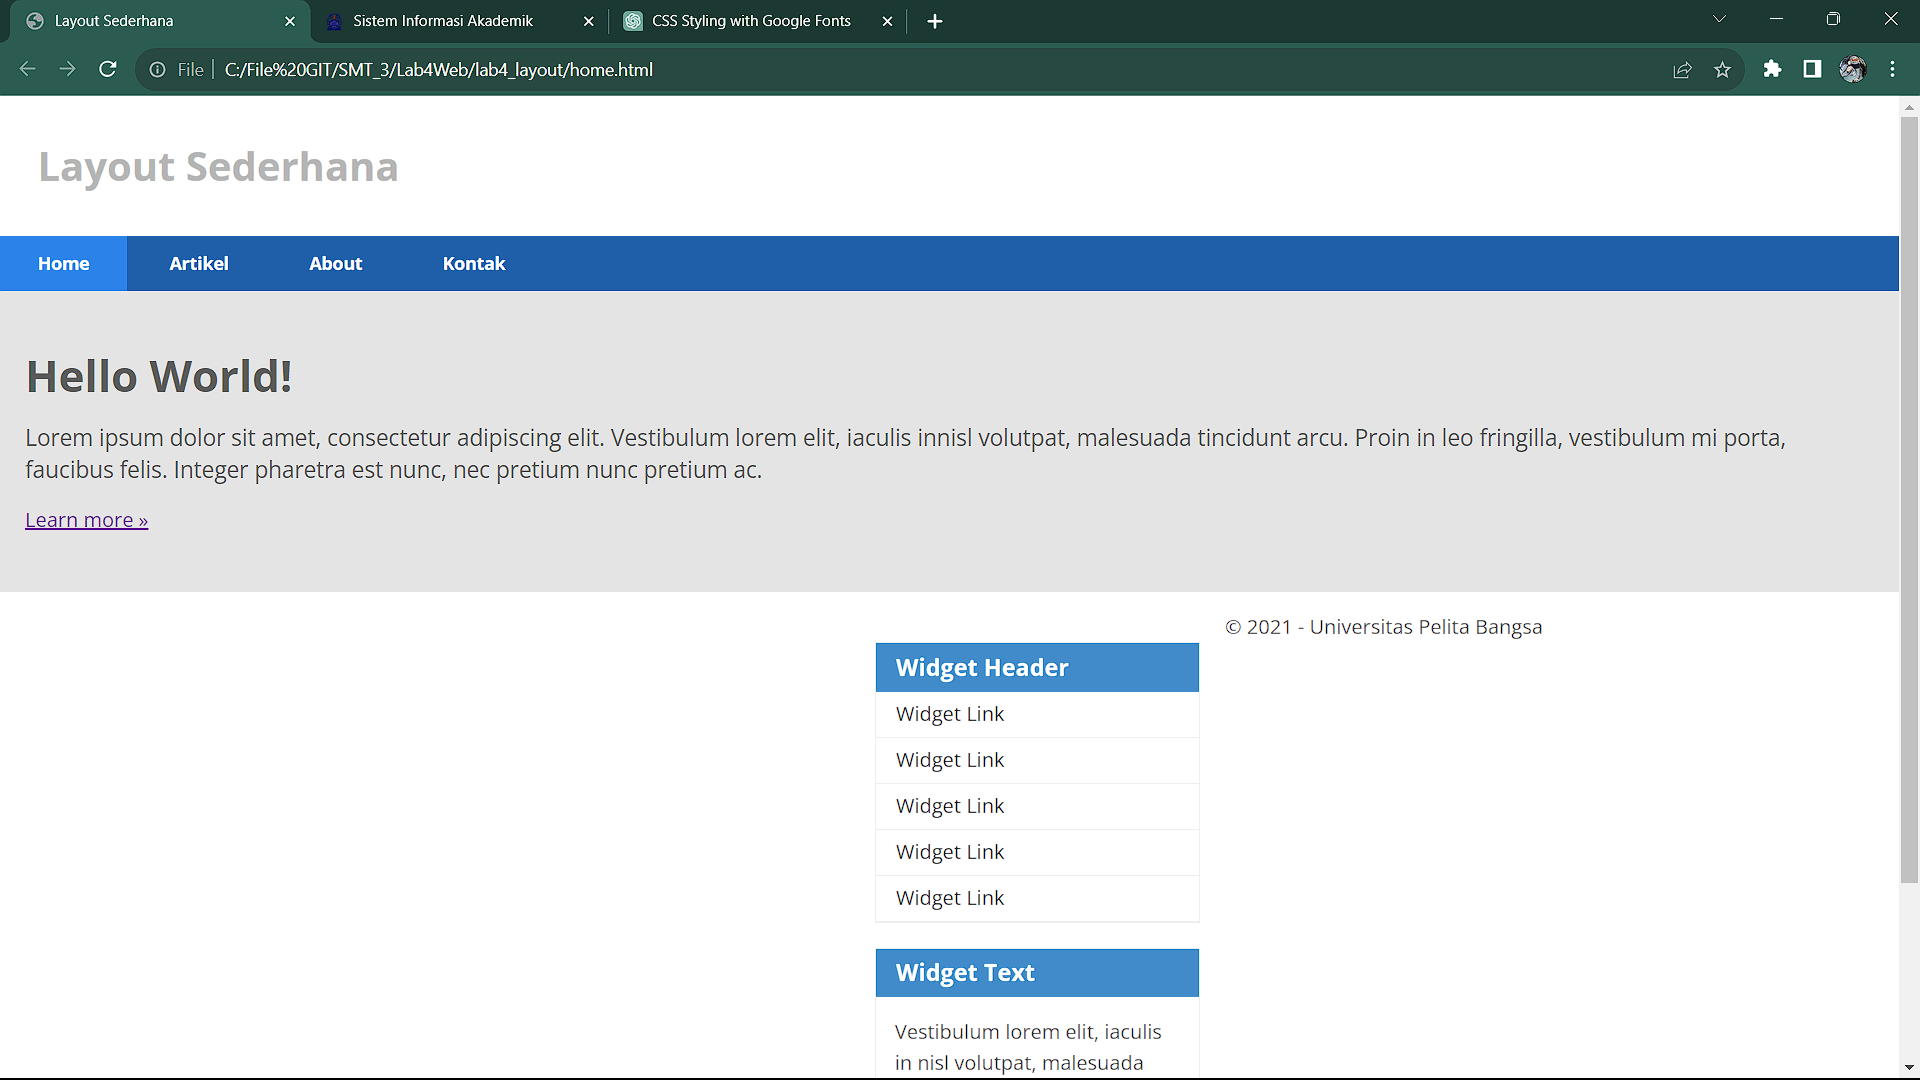 Layout Sederhana
Sistem Informasi Akademik
CSS Styling with Google Fonts
File
C:/File%20GIT/SMT_3/Lab4Web/lab4_layout/home.html
Layout Sederhana
Home
Artikel
About
Kontak
Hello World!
Lorem ipsum dolor sit amet, consectetur adipiscing elit. Vestibulum lorem elit, iaculis innisl volutpat, malesuada tincidunt arcu. Proin in leo fringilla, vestibulum mi porta,
faucibus felis. Integer pharetra est nunc, nec pretium nunc pretium ac.
Learn more »
© 2021 - Universitas Pelita Bangsa
Widget Header
Widget Link
Widget Link
Widget Link
Widget Link
Widget Link
Widget Text
Vestibulum lorem elit, iaculis
in nisl volutpat, malesuada